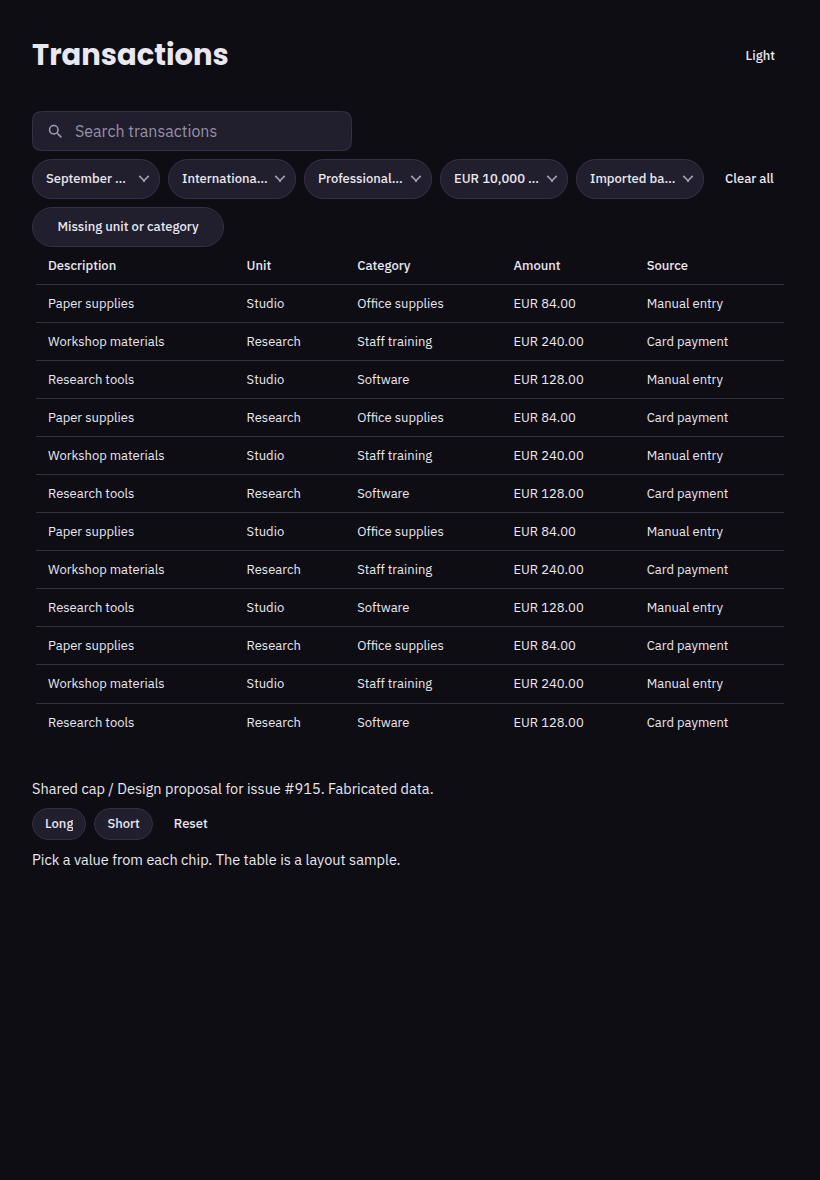 Transactions
Light
Search transactions
September ... Internationa... Professional... EUR 10,000 ... Imported ba... Clear all
Missing unit or category
Description Unit Category Amount Source
Paper supplies Studio Office supplies EUR 84.00 Manual entry
Workshop materials Research Staff training EUR 240.00 Card payment
Research tools Studio Software EUR 128.00 Manual entry
Paper supplies Research Office supplies EUR 84.00 Card payment
Workshop materials Studio Staff training EUR 240.00 Manual entry
Research tools Research Software EUR 128.00 Card payment
Paper supplies Studio Office supplies EUR 84.00 Manual entry
Workshop materials Research Staff training EUR 240.00 Card payment
Research tools Studio Software EUR 128.00 Manual entry
Paper supplies Research Office supplies EUR 84.00 Card payment
Workshop materials Studio Staff training EUR 240.00 Manual entry
Research tools Research Software EUR 128.00 Card payment
Shared cap / Design proposal for issue #915. Fabricated data.
Long Short Reset
Pick a value from each chip. The table is a layout sample.